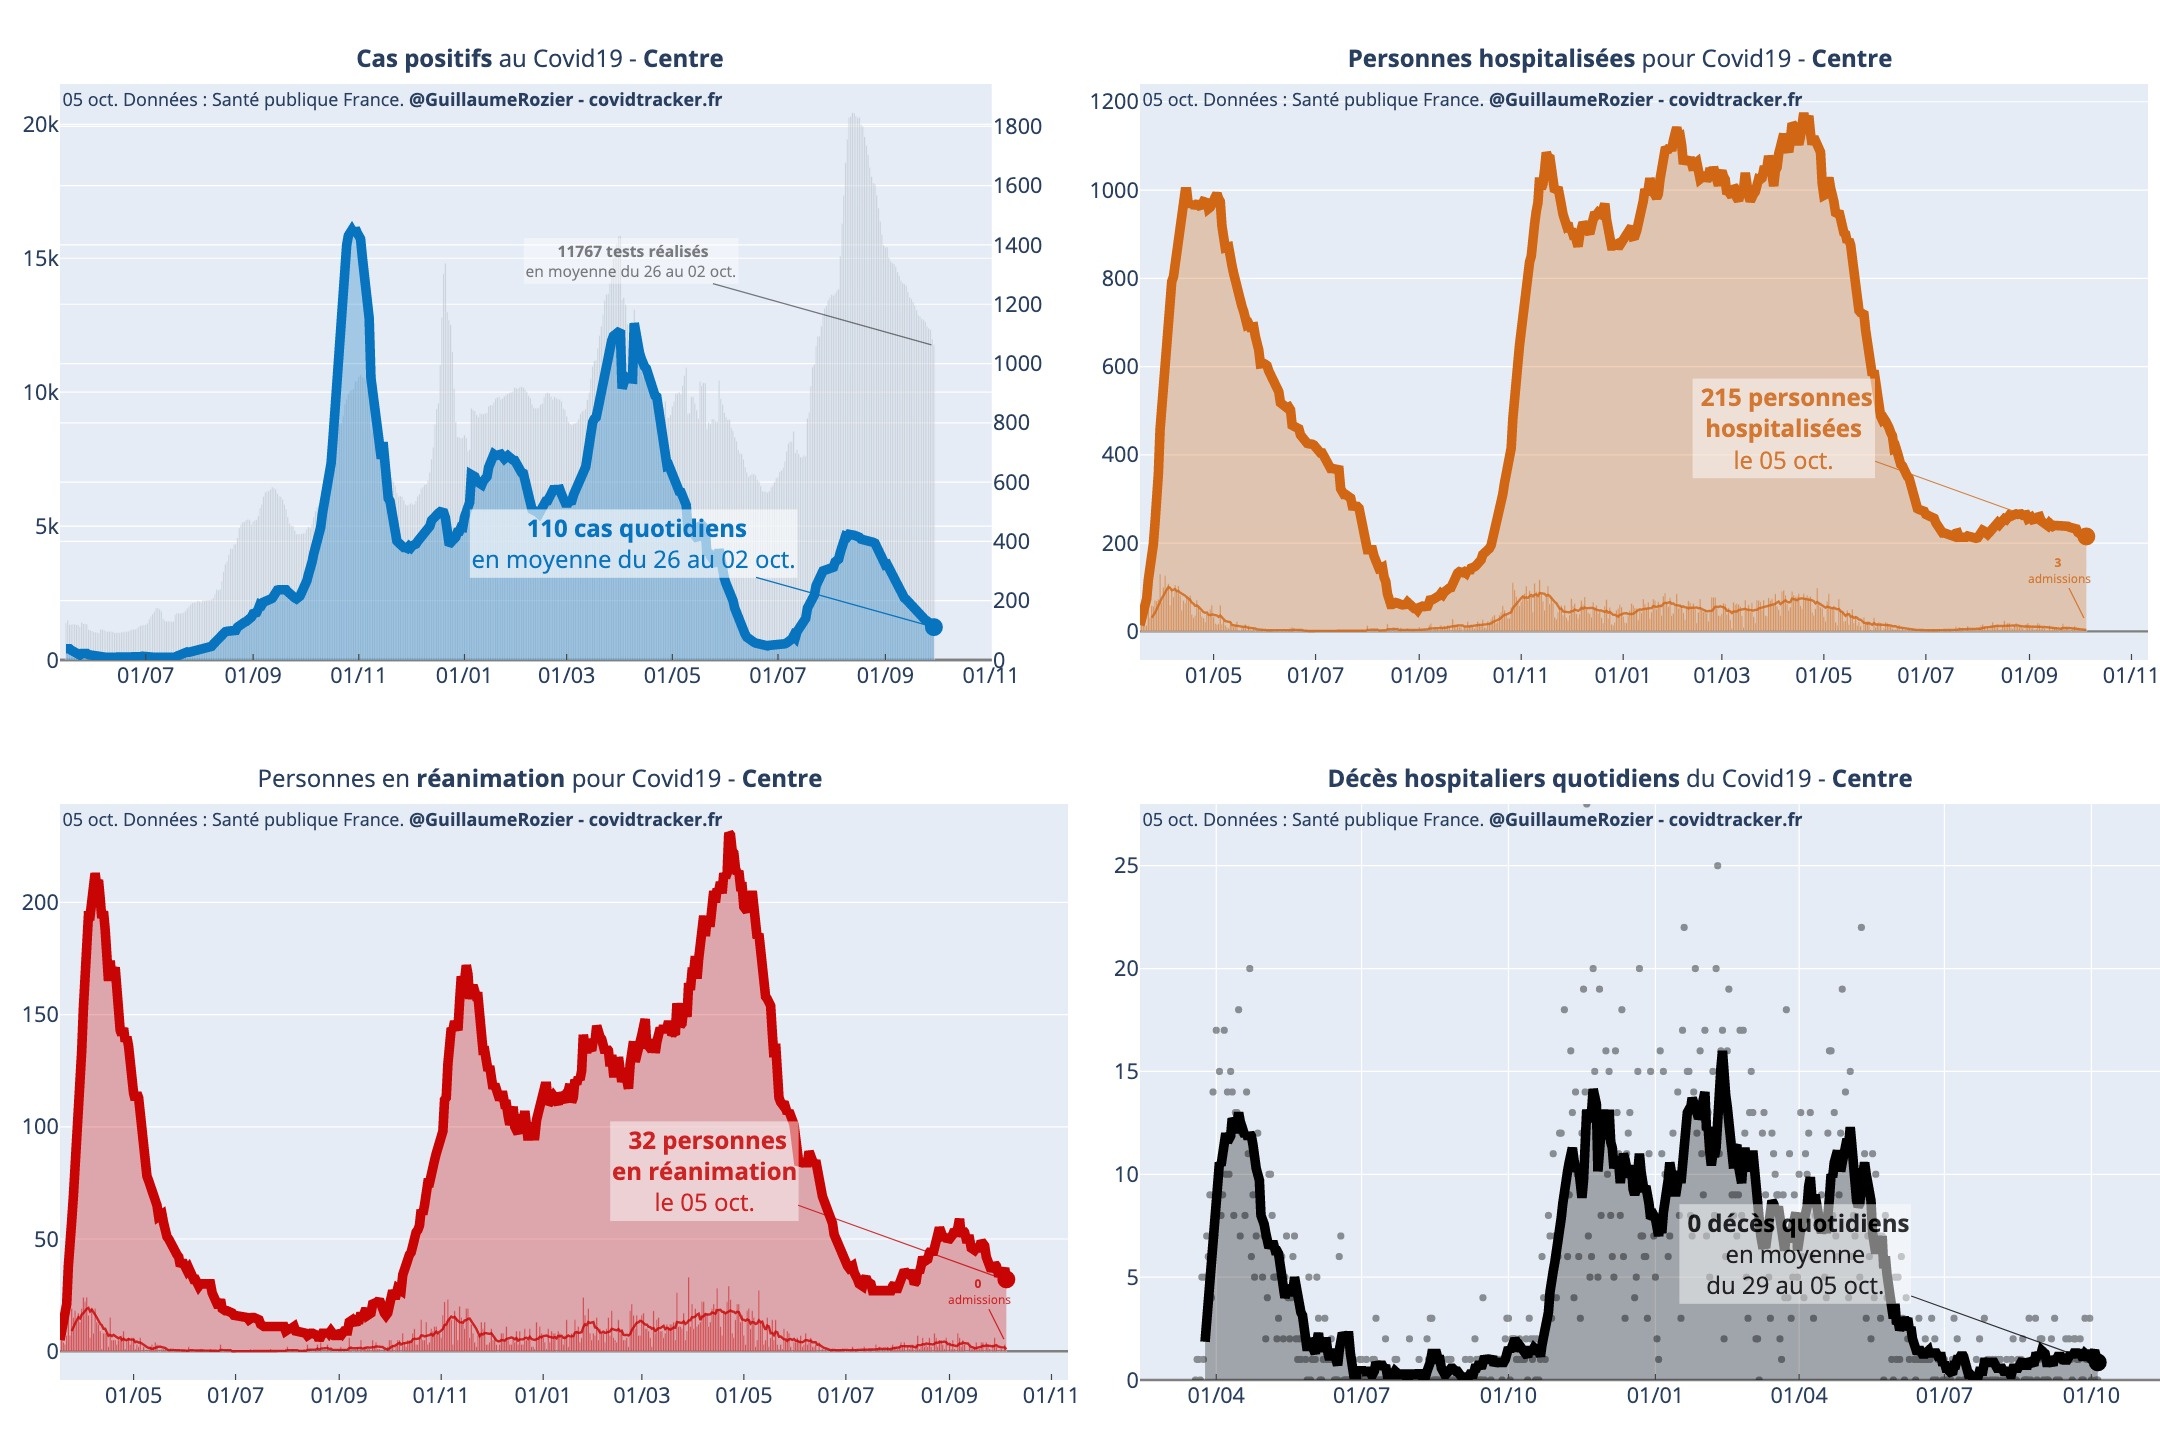 Cas positifs au Covid19 - Centre
05 oct. Données : Santé publique France. @GuillaumeRozier - covidtracker.fr
20k
15k
10k
5k
0
1800
1600
1400
1200
1000
800
600
400
200
0
11767 tests réalisés
en moyenne du 26 au 02 oct.
110 cas quotidiens
en moyenne du 26 au 02 oct.
01/07 01/09 01/11 01/01 01/03 01/05 01/07 01/09 01/11
Personnes hospitalisées pour Covid19 - Centre
05 oct. Données : Santé publique France. @GuillaumeRozier - covidtracker.fr
1200
1000
800
600
400
200
0
215 personnes
hospitalisées
le 05 oct.
3
admissions
01/05 01/07 01/09 01/11 01/01 01/03 01/05 01/07 01/09 01/11
Personnes en réanimation pour Covid19 - Centre
05 oct. Données : Santé publique France. @GuillaumeRozier - covidtracker.fr
200
150
100
50
0
32 personnes
en réanimation
le 05 oct.
0
admissions
01/05 01/07 01/09 01/11 01/01 01/03 01/05 01/07 01/09 01/11
Décès hospitaliers quotidiens du Covid19 - Centre
05 oct. Données : Santé publique France. @GuillaumeRozier - covidtracker.fr
25
20
15
10
5
0
0 décès quotidiens
en moyenne
du 29 au 05 oct.
01/04 01/07 01/10 01/01 01/04 01/07 01/10